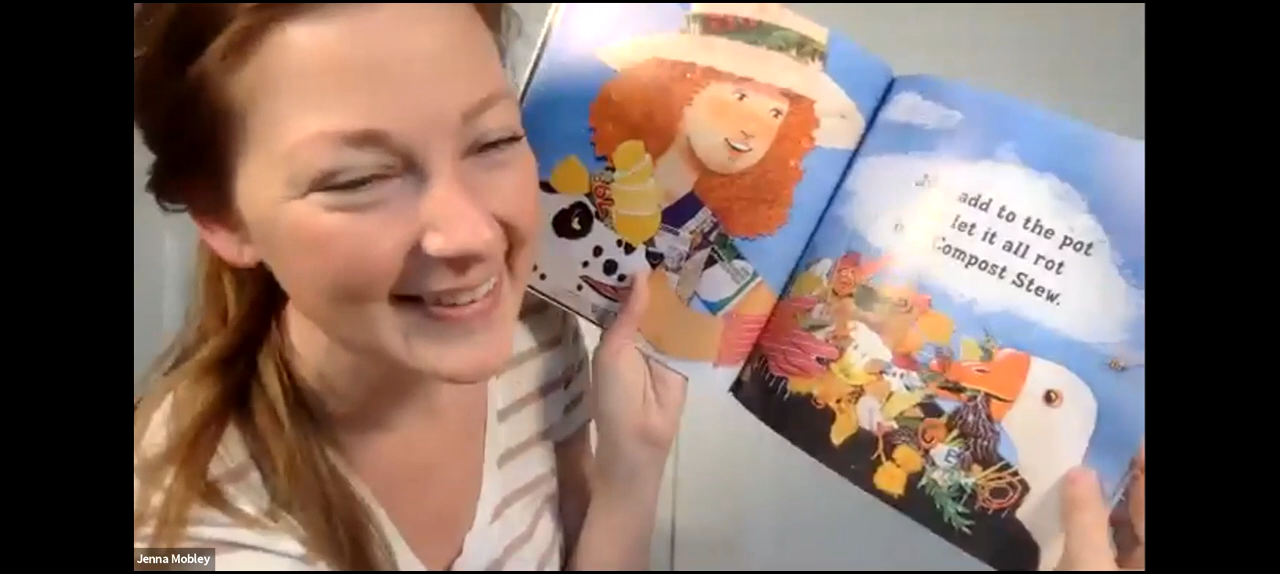 add to the pot
let it all rot
Compost Stew.
Jenna Mobley